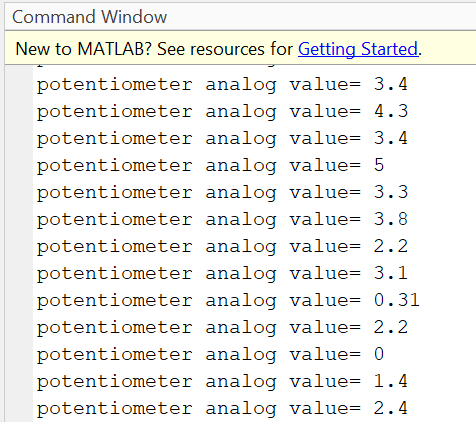 Command Window
New to MATLAB? See resources for Getting Started.
potentiometer analog value= 3.4
potentiometer analog value= 4.3
potentiometer analog value= 3.4
potentiometer analog value= 5
potentiometer analog value= 3.3
potentiometer analog value= 3.8
potentiometer analog value= 2.2
potentiometer analog value= 3.1
potentiometer analog value= 0.31
potentiometer analog value= 2.2
potentiometer analog value= 0
potentiometer analog value= 1.4
potentiometer analog value= 2.4